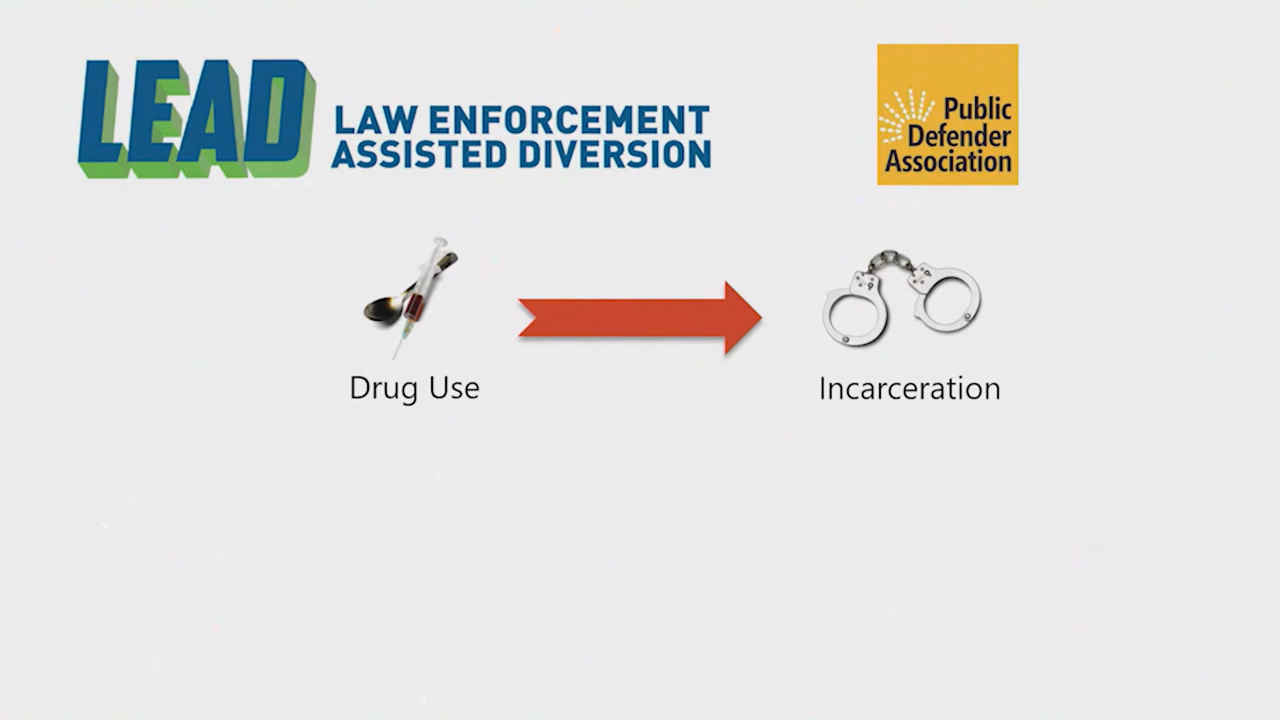 LEAD
LAW ENFORCEMENT
ASSISTED DIVERSION
Public
Defender
Association
Drug Use
Incarceration